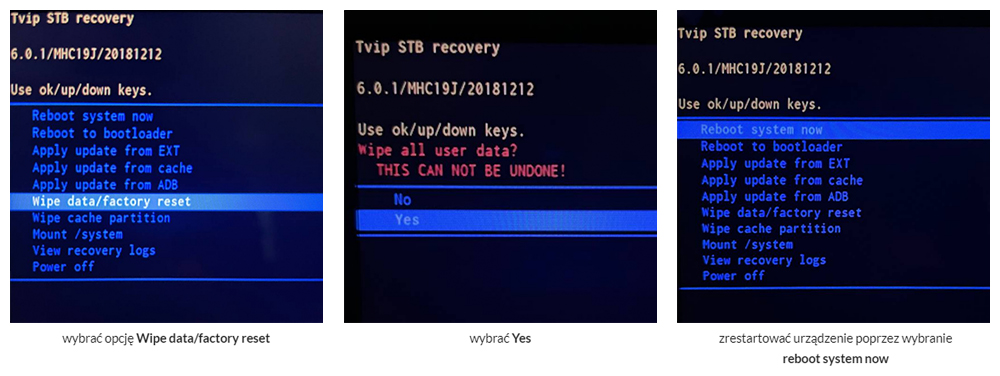 Tvip STB recovery
6.0.1/MHC19J/20181212
Use ok/up/down keys.
Reboot system now
Reboot to bootloader
Apply update from EXT
Apply update from cache
Apply update from ADB
Wipe data/factory reset
Wipe cache partition
Mount /system
View recovery logs
Power off
wybrać opcję Wipe data/factory reset
Tvip STB recovery
6.0.1/MHC19J/20181212
Use ok/up/down keys.
Wipe all user data?
THIS CAN NOT BE UNDONE!
No
Yes
wybrać Yes
Tvip STB recovery
6.0.1/MHC19J/20181212
Use ok/up/down keys.
Reboot system now
Reboot to bootloader
Apply update from EXT
Apply update from cache
Apply update from ADB
Wipe data/factory reset
Wipe cache partition
Mount /system
View recovery logs
Power off
zrestartować urządzenie poprzez wybranie
reboot system now